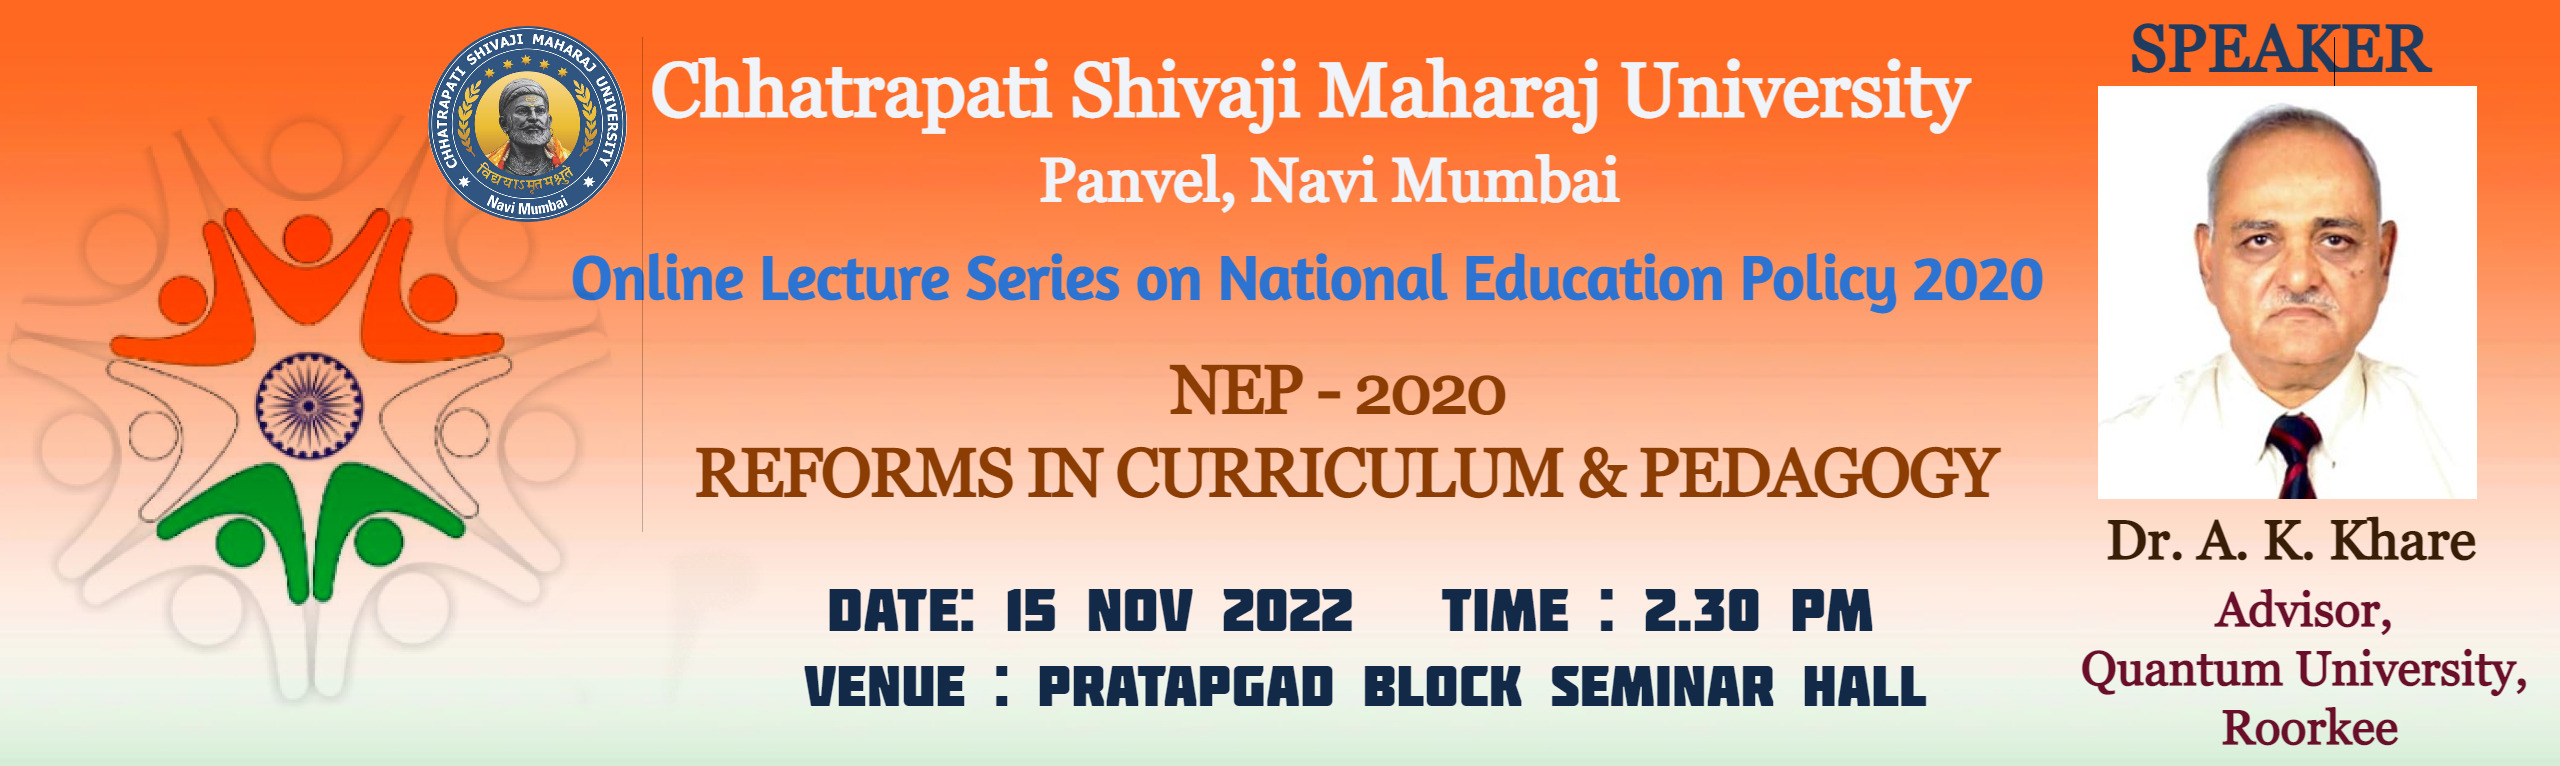 CHHATRAPATI SHIVAJI MAHARAJ UNIVERSITY
विद्ययाऽमृतमश्नुते
Navi Mumbai
Chhatrapati Shivaji Maharaj University
Panvel, Navi Mumbai
Online Lecture Series on National Education Policy 2020
NEP - 2020
REFORMS IN CURRICULUM & PEDAGOGY
DATE: 15 NOV 2022 TIME : 2.30 PM
VENUE : PRATAPGAD BLOCK SEMINAR HALL
SPEAKER
Dr. A. K. Khare
Advisor,
Quantum University,
Roorkee